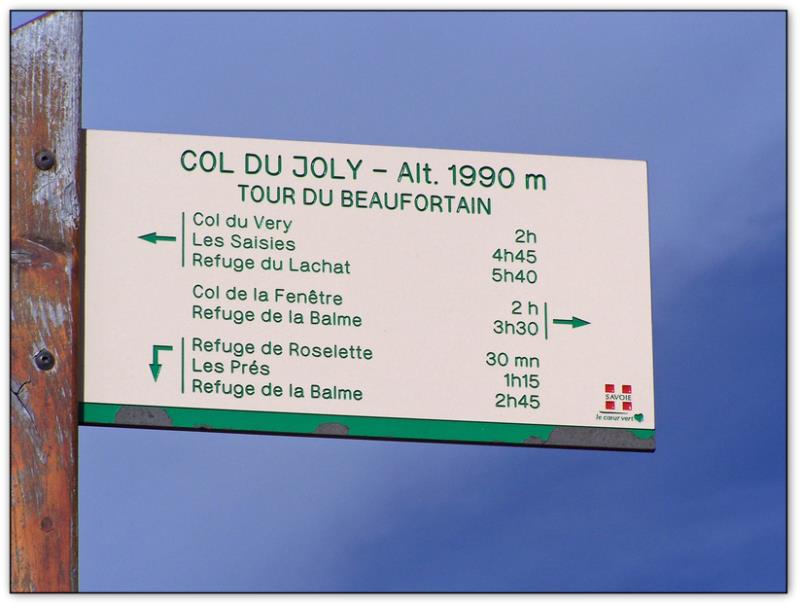 COL DU JOLY – Alt. 1990 m
TOUR DU BEAUFORTAIN
Col du Very 2h
Les Saisies 4h45
Refuge du Lachat 5h40
Col de la Fenêtre 2 h
Refuge de la Balme 3h30
Refuge de Roselette 30 mn
Les Prés 1h15
Refuge de la Balme 2h45
SAVOIE
le cœur vert